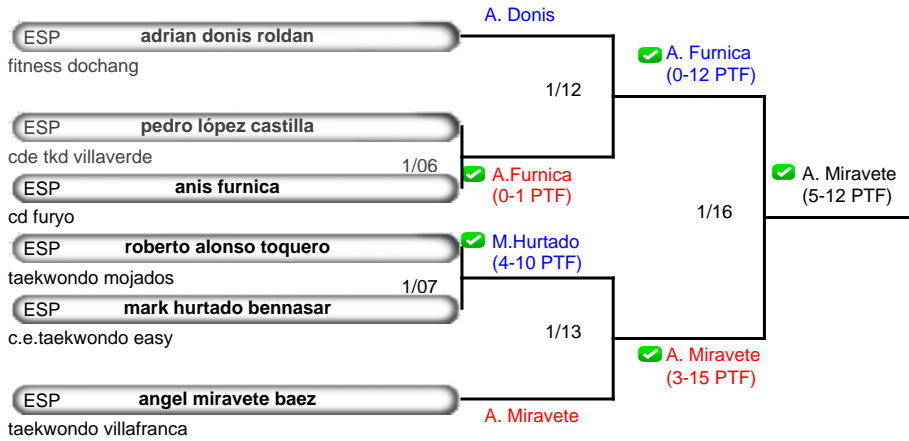 A. Donis
ESP adrian donis roldan
fitness dochang
A. Furnica
(0-12 PTF)
1/12
ESP pedro lópez castilla
cde tkd villaverde
1/06
A.Furnica
(0-1 PTF)
ESP anis furnica
cd furyo
A. Miravete
(5-12 PTF)
1/16
ESP roberto alonso toquero
taekwondo mojados
M.Hurtado
(4-10 PTF)
1/07
ESP mark hurtado bennasar
c.e.taekwondo easy
1/13
A. Miravete
(3-15 PTF)
ESP angel miravete baez
taekwondo villafranca
A. Miravete